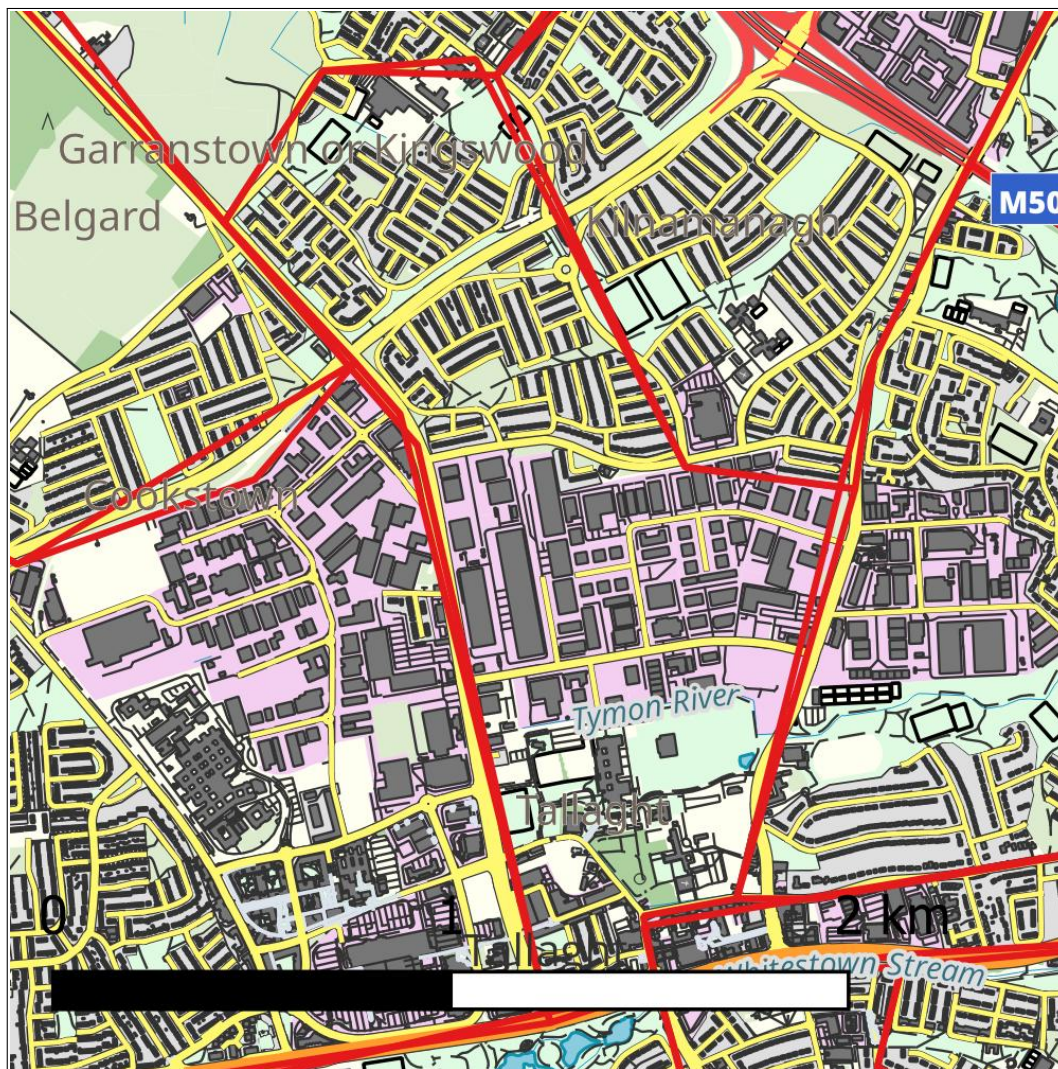 Garranstown or Kingswood
Belgard
Kilnamanagh
M50
Cookstown
Tymon River
Tallaght
0 1 2 km
Tallaght
Whitestown Stream